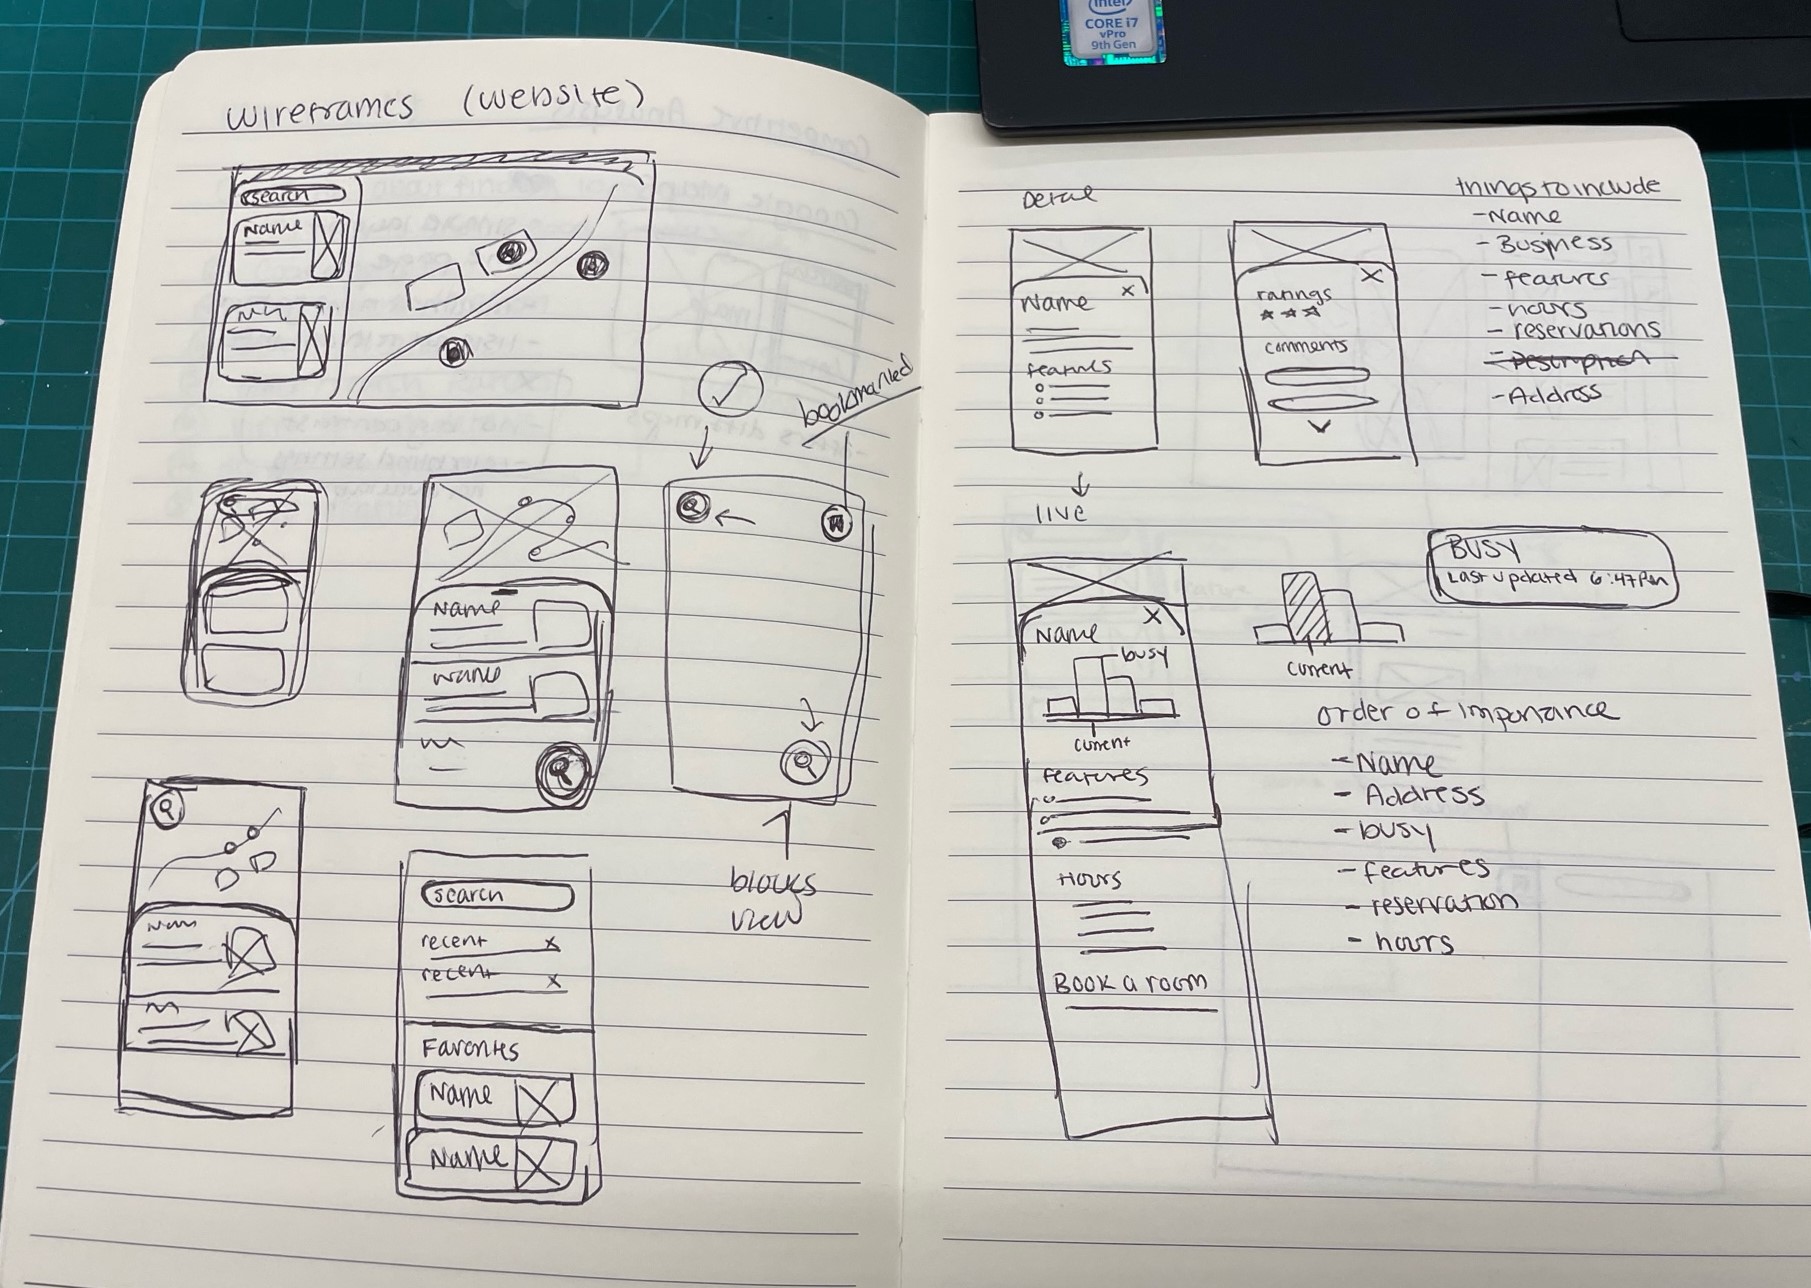 intel
CORE i7
vPro
9th Gen
wireframes (website)
search
Name
bookmarked
Name
Name
search
recent x
recent x
Favorites
Name
Name
blocks
view
Detail
Name x
features
x
ratings
comments
things to include
- Name
- Business
- features
- hours
- reservations
- Description
- Address
live
Name x
busy
current
features
Hours
Book a room
BUSY
Last updated 6:47pm
current
order of importance
- Name
- Address
- busy
- features
- reservation
- hours